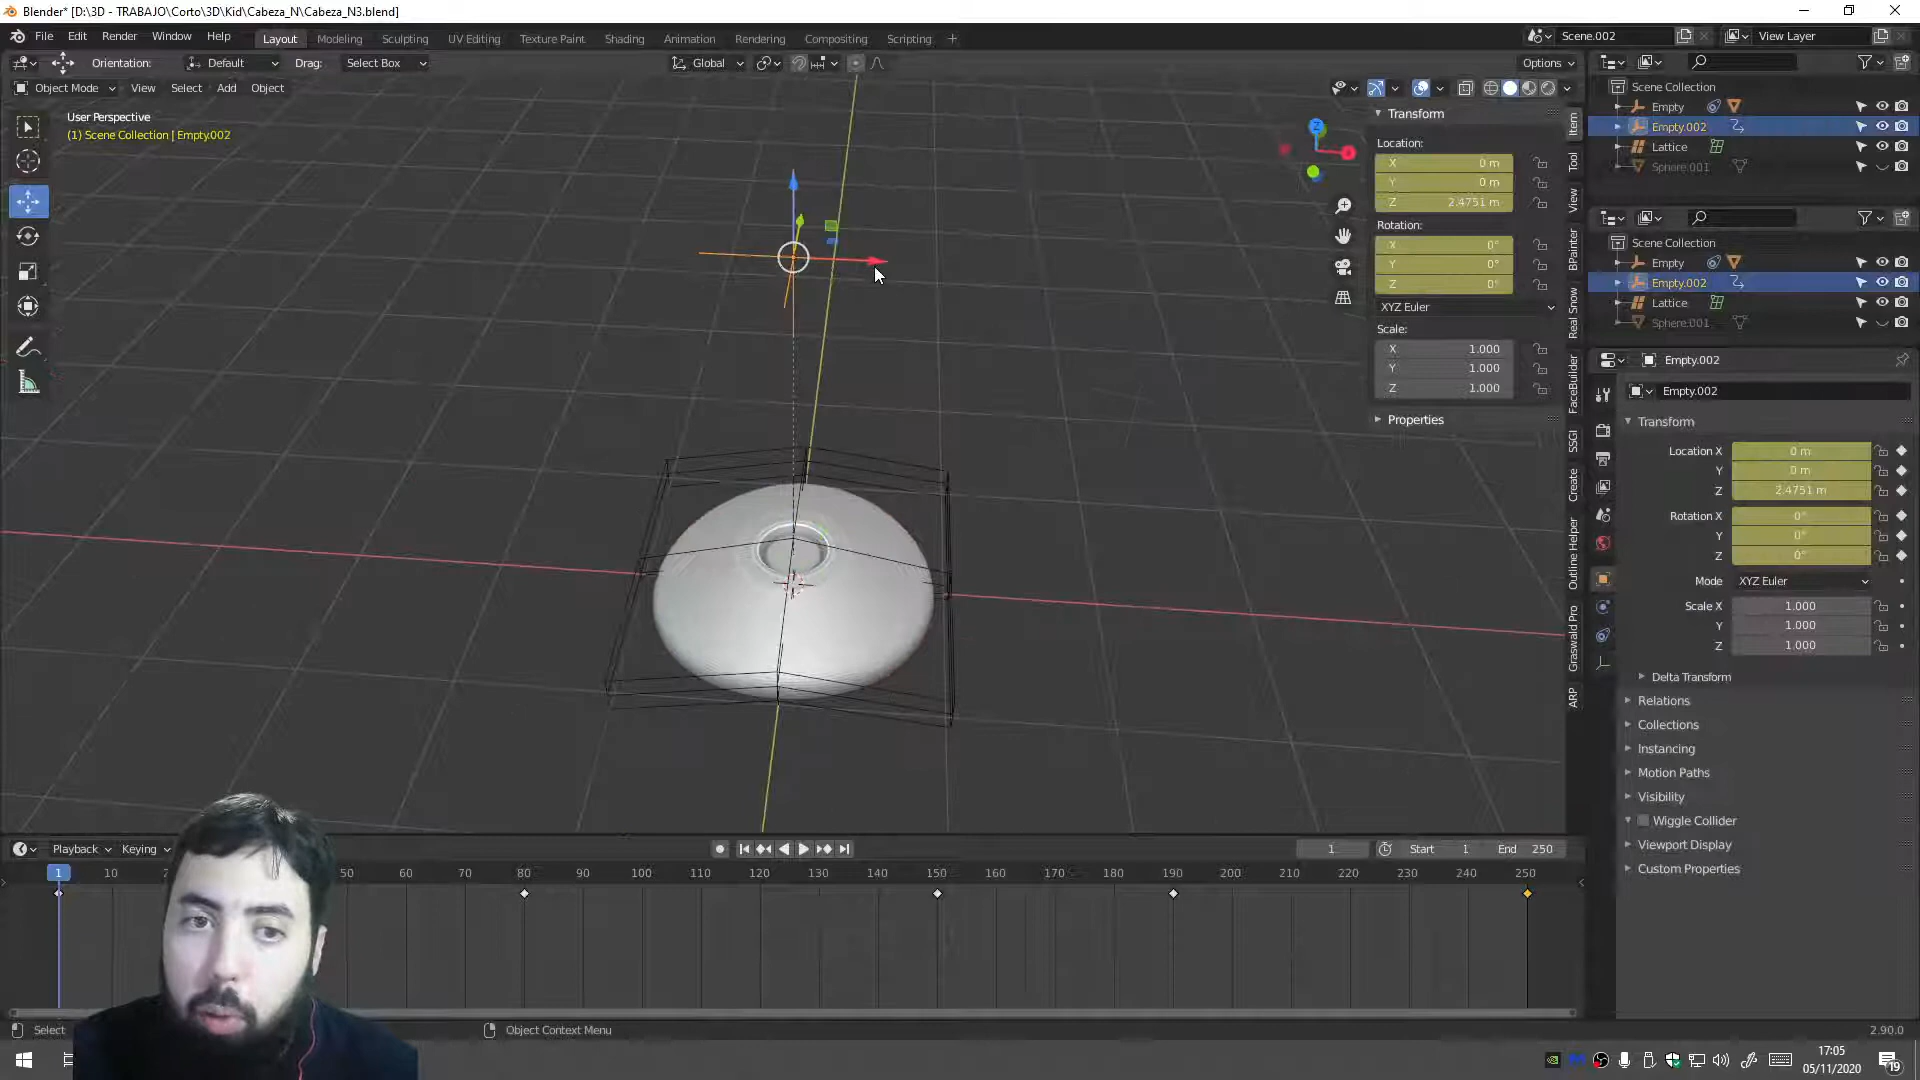 Blender* [D:\3D - TRABAJO\Corto\3D\Kid\Cabeza_N\Cabeza_N3.blend]
File Edit Render Window Help Layout Modeling Sculpting UV Editing Texture Paint Shading Animation Rendering Compositing Scripting + Scene.002 View Layer
Orientation: Default Drag: Select Box Global Options
Object Mode View Select Add Object
User Perspective
(1) Scene Collection | Empty.002
Transform
Location:
X 0 m
Y 0 m
Z 2.4751 m
Rotation:
X 0°
Y 0°
Z 0°
XYZ Euler
Scale:
X 1.000
Y 1.000
Z 1.000
Properties
Item
Tool
View
BPainter
Real Snow
FaceBuilder
SSGI
Create
Outline Helper
Graswald Pro
ARP
Z
X
Scene Collection
Empty
Empty.002
Lattice
Sphere.001
Scene Collection
Empty
Empty.002
Lattice
Sphere.001
Empty.002
Empty.002
Transform
Location X 0 m
Y 0 m
Z 2.4751 m
Rotation X 0°
Y 0°
Z 0°
Mode XYZ Euler
Scale X 1.000
Y 1.000
Z 1.000
Delta Transform
Relations
Collections
Instancing
Motion Paths
Visibility
Wiggle Collider
Viewport Display
Custom Properties
Playback Keying 1 Start 1 End 250
1 10 50 60 70 80 90 100 110 120 130 140 150 160 170 180 190 200 210 220 230 240 250
Select Object Context Menu 2.90.0
17:05
05/11/2020
19